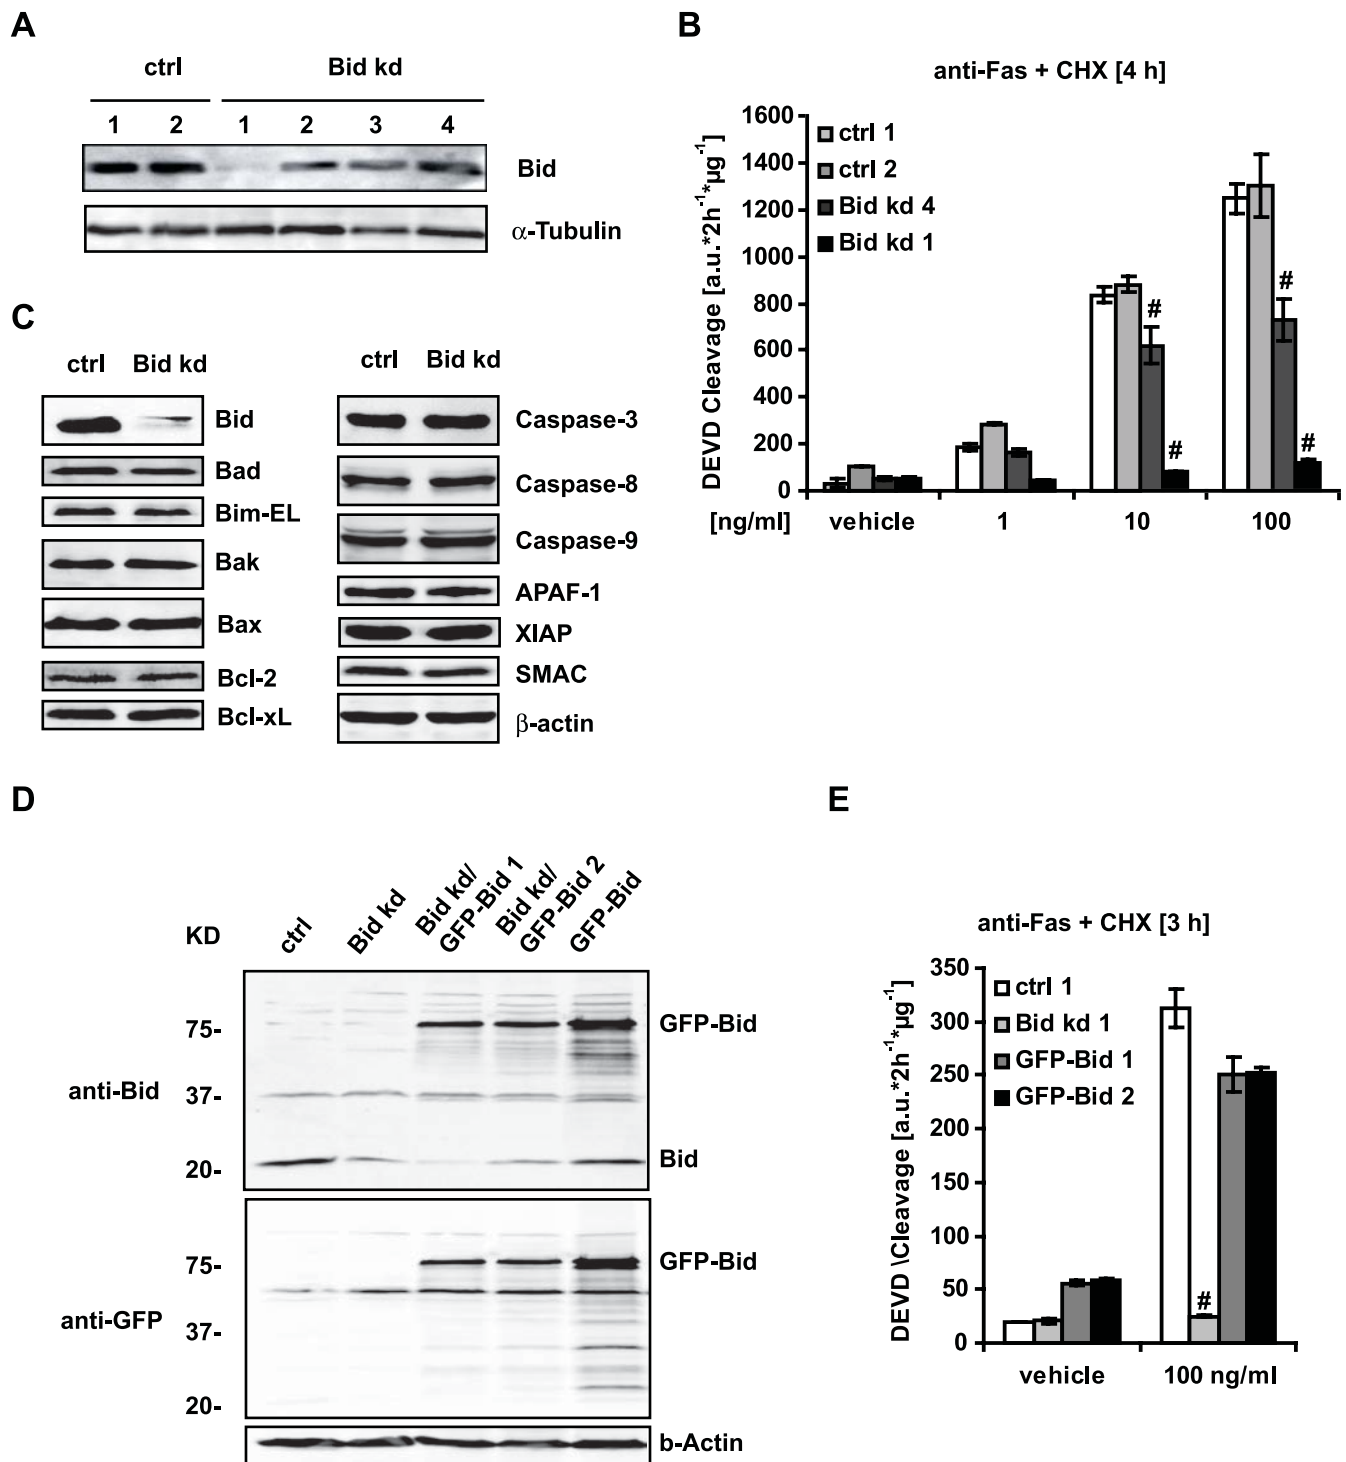 A
ctrl Bid kd
1 2 1 2 3 4
Bid
α-Tubulin
B
anti-Fas + CHX [4 h]
DEVD Cleavage [a.u.*2h⁻¹*µg⁻¹]
1600
1400
1200
1000
800
600
400
200
0
ctrl 1
ctrl 2
Bid kd 4
Bid kd 1
# # # #
[ng/ml] vehicle 1 10 100
C
ctrl Bid kd
Bid
Bad
Bim-EL
Bak
Bax
Bcl-2
Bcl-xL
ctrl Bid kd
Caspase-3
Caspase-8
Caspase-9
APAF-1
XIAP
SMAC
β-actin
D
KD
ctrl
Bid kd
Bid kd/
GFP-Bid 1
Bid kd/
GFP-Bid 2
GFP-Bid
anti-Bid
75-
37-
20-
GFP-Bid
Bid
anti-GFP
75-
37-
20-
GFP-Bid
b-Actin
E
anti-Fas + CHX [3 h]
DEVD \Cleavage [a.u.*2h⁻¹*µg⁻¹]
350
300
250
200
150
100
50
0
ctrl 1
Bid kd 1
GFP-Bid 1
GFP-Bid 2
#
vehicle 100 ng/ml